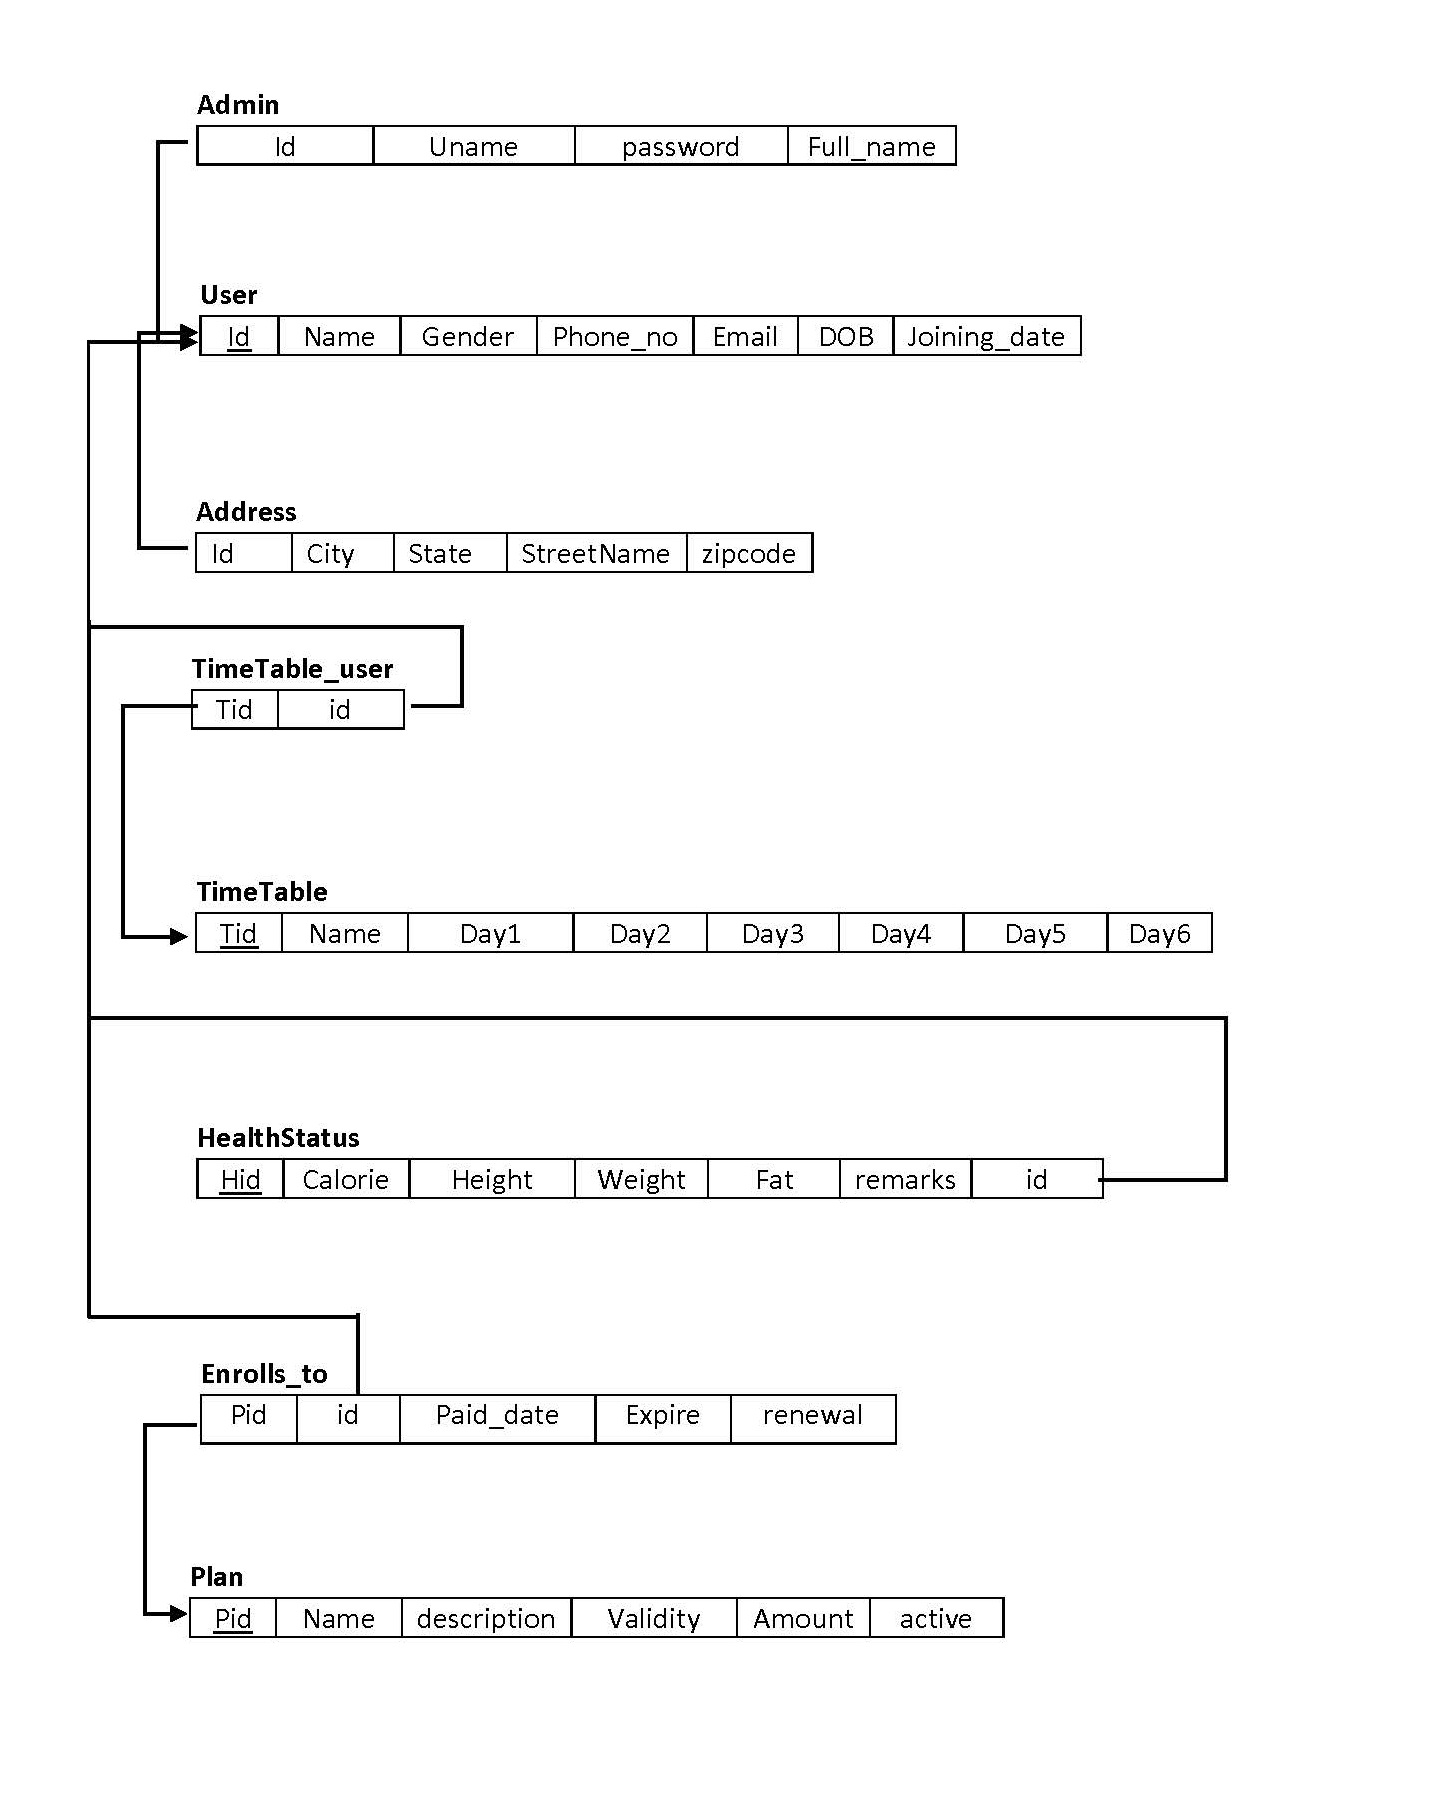 Admin
Id Uname password Full_name
User
Id Name Gender Phone_no Email DOB Joining_date
Address
Id City State StreetName zipcode
TimeTable_user
Tid id
TimeTable
Tid Name Day1 Day2 Day3 Day4 Day5 Day6
HealthStatus
Hid Calorie Height Weight Fat remarks id
Enrolls_to
Pid id Paid_date Expire renewal
Plan
Pid Name description Validity Amount active